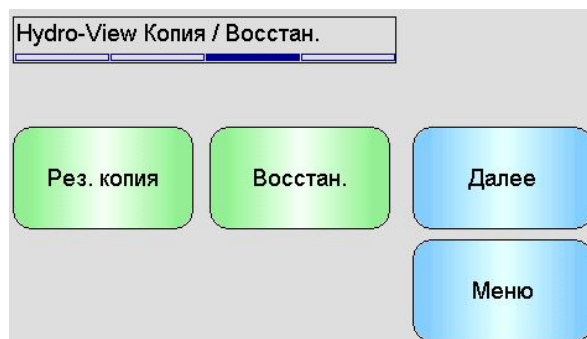 Hydro-View Копия / Восстан.
Рез. копия
Восстан.
Далее
Меню